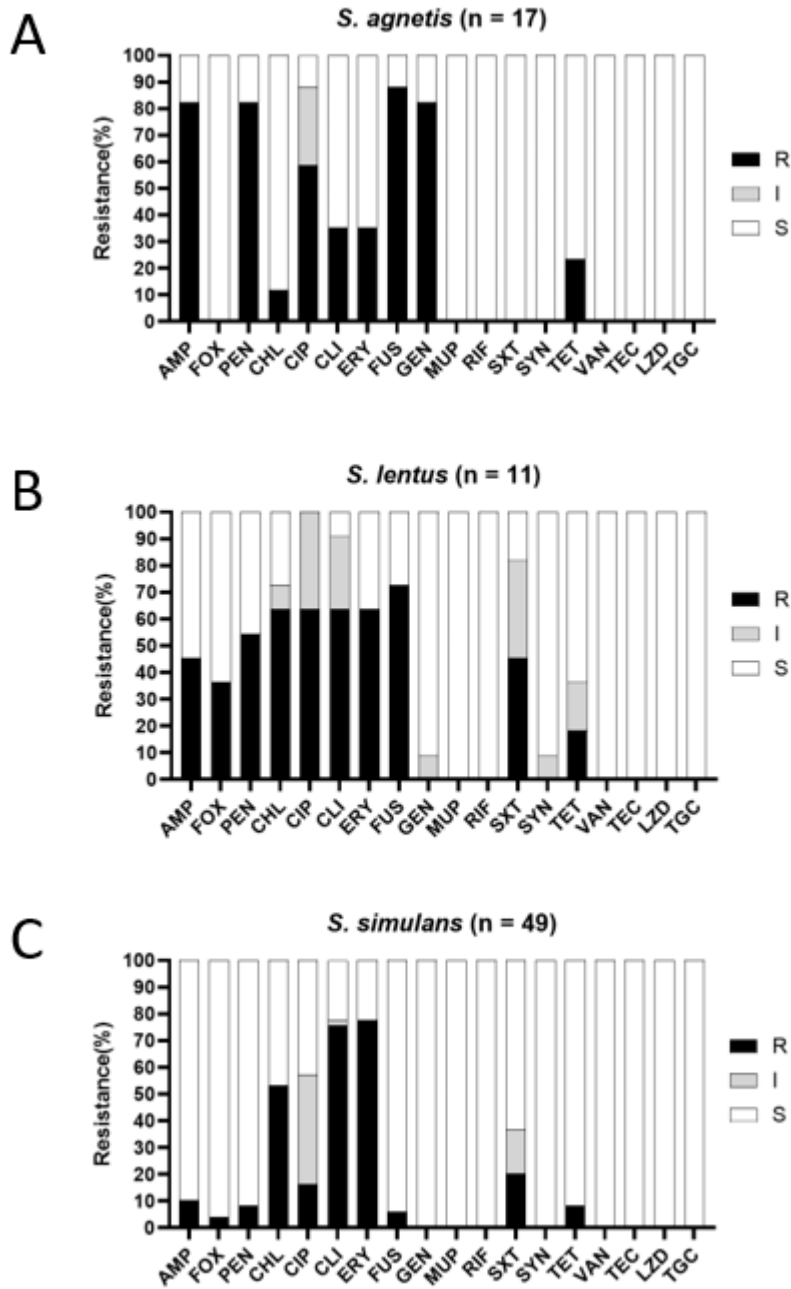 A
S. agnetis (n = 17)
Resistance(%)
100
90
80
70
60
50
40
30
20
10
0
AMP FOX PEN CHL CIP CLI ERY FUS GEN MUP RIF SXT SYN TET VAN TEC LZD TGC
R
I
S
B
S. lentus (n = 11)
Resistance(%)
100
90
80
70
60
50
40
30
20
10
0
AMP FOX PEN CHL CIP CLI ERY FUS GEN MUP RIF SXT SYN TET VAN TEC LZD TGC
R
I
S
C
S. simulans (n = 49)
Resistance(%)
100
90
80
70
60
50
40
30
20
10
0
AMP FOX PEN CHL CIP CLI ERY FUS GEN MUP RIF SXT SYN TET VAN TEC LZD TGC
R
I
S